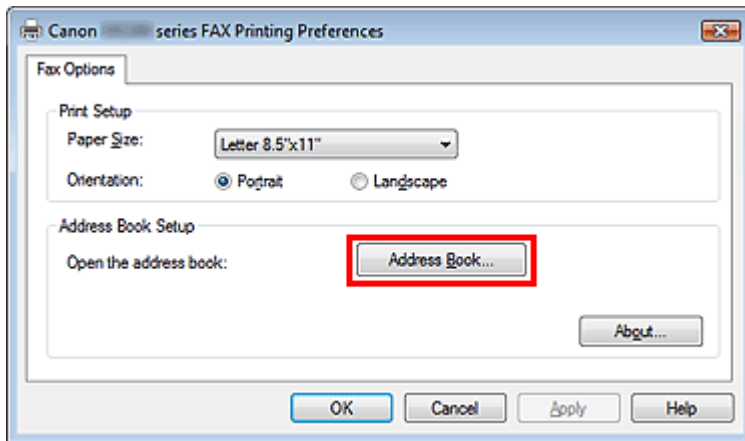 Canon series FAX Printing Preferences
Fax Options
Print Setup
Paper Size: Letter 8.5"x11"
Orientation: Portrait Landscape
Address Book Setup
Open the address book: Address Book...
About...
OK Cancel Apply Help